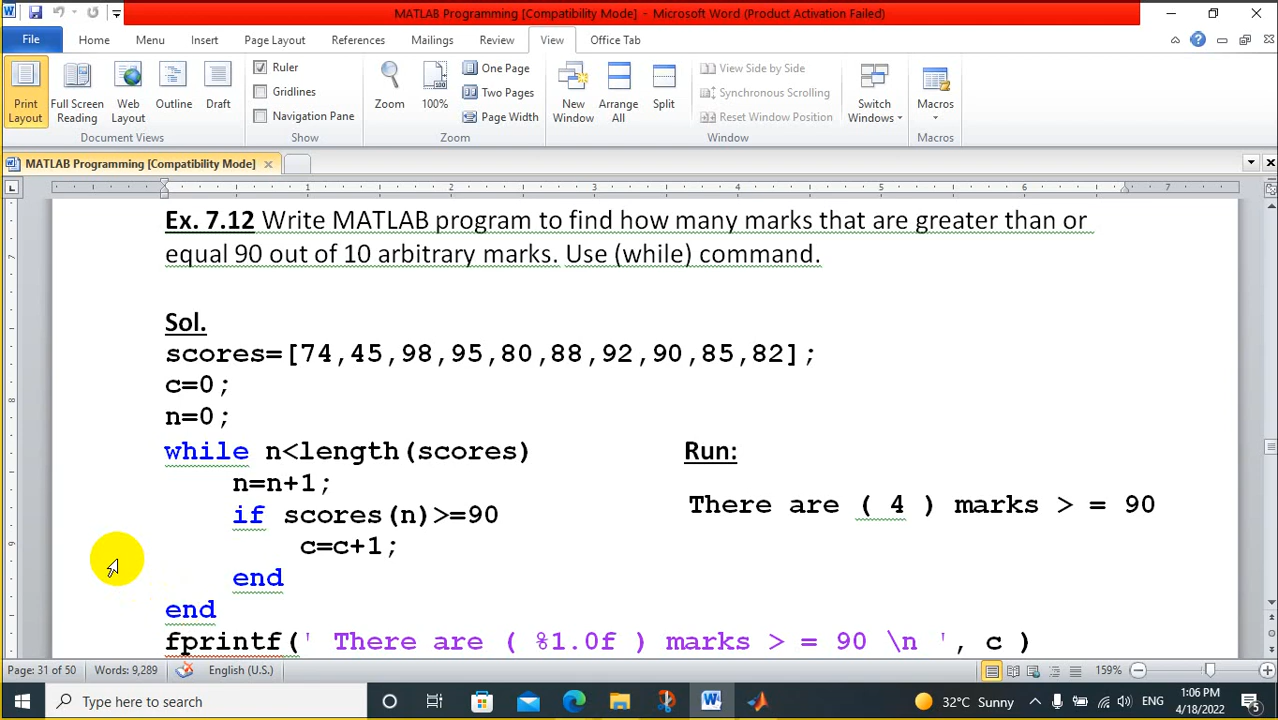 MATLAB Programming [Compatibility Mode] - Microsoft Word (Product Activation Failed)
File Home Menu Insert Page Layout References Mailings Review View Office Tab
Print Layout
Full Screen Reading
Web Layout
Outline
Draft
Document Views
Ruler
Gridlines
Navigation Pane
Show
Zoom
100%
One Page
Two Pages
Page Width
Zoom
New Window
Arrange All
Split
View Side by Side
Synchronous Scrolling
Reset Window Position
Window
Switch Windows
Macros
Macros
MATLAB Programming [Compatibility Mode]
1 2 3 4 5 6 7
Ex. 7.12 Write MATLAB program to find how many marks that are greater than or
equal 90 out of 10 arbitrary marks. Use (while) command.
Sol.
scores=[74,45,98,95,80,88,92,90,85,82];
c=0;
n=0;
while n<length(scores)
n=n+1;
if scores(n)>=90
c=c+1;
end
end
fprintf(' There are ( %1.0f ) marks > = 90 \n ', c )
Run:
There are ( 4 ) marks > = 90
Page: 31 of 50 Words: 9,289 English (U.S.) 159%
Type here to search
32°C Sunny ENG
1:06 PM
4/18/2022
5